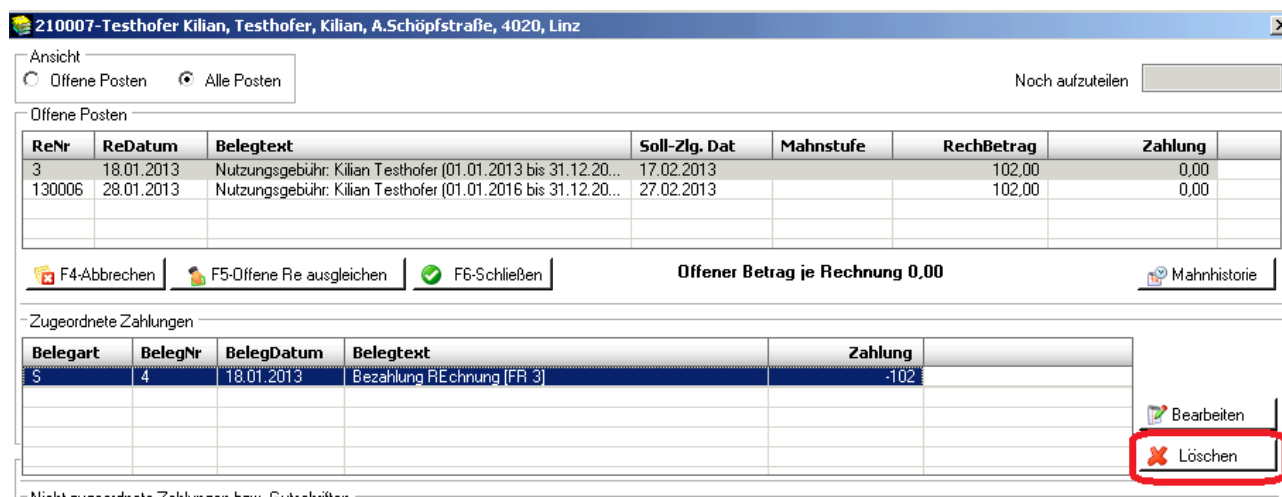 210007-Testhofer Kilian, Testhofer, Kilian, A.Schöpfstraße, 4020, Linz
Ansicht
Offene Posten Alle Posten Noch aufzuteilen
Offene Posten
ReNr ReDatum Belegtext Soll-Zlg. Dat Mahnstufe RechBetrag Zahlung
3 18.01.2013 Nutzungsgebühr: Kilian Testhofer (01.01.2013 bis 31.12.20... 17.02.2013 102,00 0,00
130006 28.01.2013 Nutzungsgebühr: Kilian Testhofer (01.01.2016 bis 31.12.20... 27.02.2013 102,00 0,00
F4-Abbrechen F5-Offene Re ausgleichen F6-Schließen Offener Betrag je Rechnung 0,00 Mahnhistorie
Zugeordnete Zahlungen
Belegart BelegNr BelegDatum Belegtext Zahlung
S 4 18.01.2013 Bezahlung REchnung [FR 3] -102
Bearbeiten
Löschen
Nicht zugeordnete Zahlungen bzw. Gutschriften